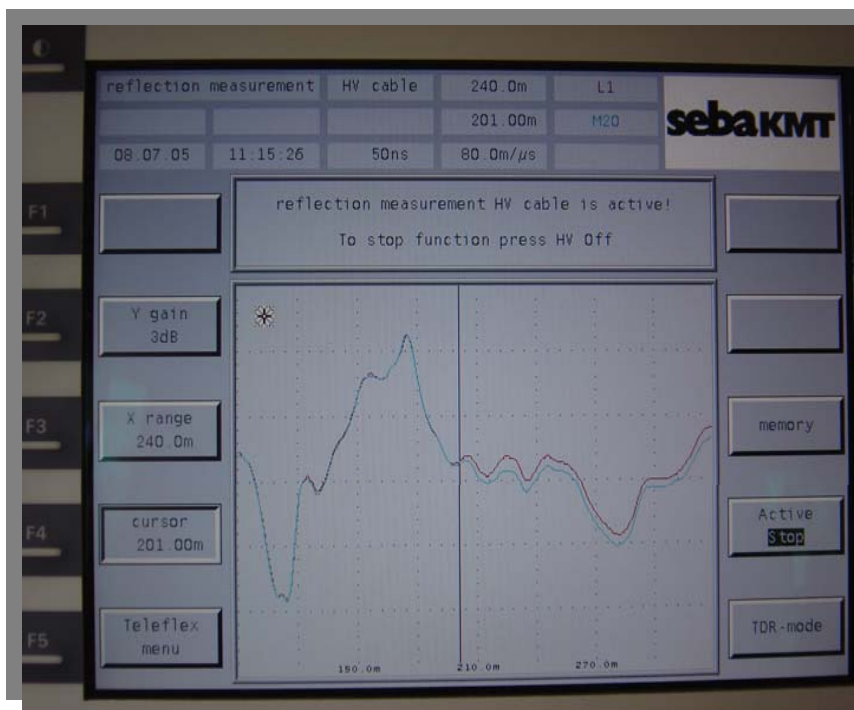 reflection measurement HV cable 240.0m L1
201.00m M20
08.07.05 11:15:26 50ns 80.0m/µs
sebaKMT
reflection measurement HV cable is active!
To stop function press HV Off
F1
F2
Y gain
3dB
F3
X range
240.0m
memory
F4
cursor
201.00m
Active
Stop
F5
Teleflex
menu
TDR-mode
190.0m 210.0m 270.0m